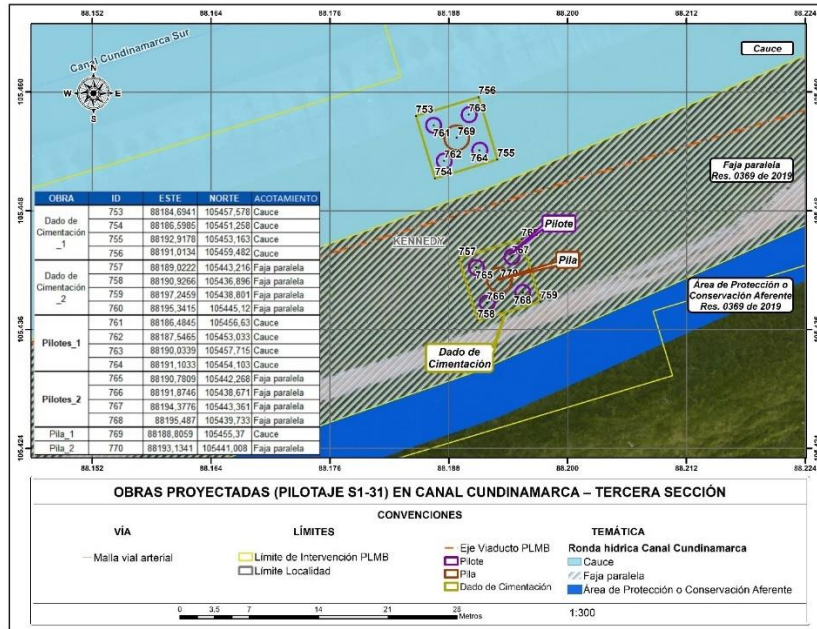 88.152 88.164 88.176 88.188 88.200 88.212 88.224
Canal Cundinamarca Sur
N
W E
S
Cauce
105.460 105.460
756
753 763
761 769
762 764 755
754
Faja paralela
Res. 0369 de 2019
105.448 105.448
KENNEDY
Pilote
757 767
765 770
Pila
766 768 759
758
Área de Protección o
Conservación Aferente
Res. 0369 de 2019
105.436 105.436
Dado de
Cimentación
105.424
OBRA ID ESTE NORTE ACOTAMIENTO
Dado de Cimentación _1 753 88184,6941 105457,578 Cauce
754 88186,5985 105451,258 Cauce
755 88192,9178 105453,163 Cauce
756 88191,0134 105459,482 Cauce
Dado de Cimentación _2 757 88189,0222 105443,216 Faja paralela
758 88190,9266 105436,896 Faja paralela
759 88197,2459 105438,801 Faja paralela
760 88195,3415 105445,12 Faja paralela
Pilotes_1 761 88186,4845 105456,63 Cauce
762 88187,5465 105453,033 Cauce
763 88190,0339 105457,715 Cauce
764 88191,1033 105454,103 Cauce
Pilotes_2 765 88190,7809 105442,268 Faja paralela
766 88191,8746 105438,671 Faja paralela
767 88194,3776 105443,361 Faja paralela
768 88195,487 105439,733 Faja paralela
Pila_1 769 88188,8059 105455,37 Cauce
Pila_2 770 88193,1341 105441,008 Faja paralela
88.152 88.164 88.176 88.188 88.200 88.212 88.224
OBRAS PROYECTADAS (PILOTAJE S1-31) EN CANAL CUNDINAMARCA – TERCERA SECCIÓN
CONVENCIONES
VÍA
Malla vial arterial
LÍMITES
Límite de Intervención PLMB
Límite Localidad
Eje Viaducto PLMB
Pilote
Pila
Dado de Cimentación
TEMÁTICA
Ronda hídrica Canal Cundinamarca
Cauce
Faja paralela
Área de Protección o Conservación Aferente
0 3,5 7 14 21 28
Metros
1:300